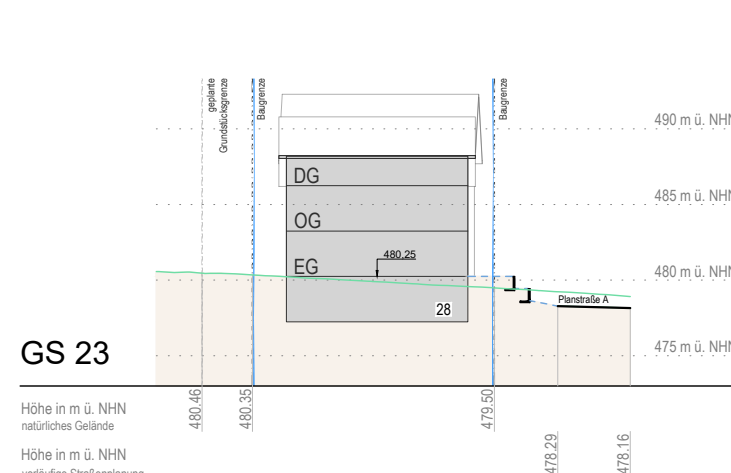 geplante
Grundstücksgrenze
Baugrenze
Baugrenze
490 m ü. NHN
DG
485 m ü. NHN
OG
EG
480,25
480 m ü. NHN
Planstraße A
28
GS 23
475 m ü. NHN
Höhe in m ü. NHN
natürliches Gelände
480.46
480.35
479.50
Höhe in m ü. NHN
vorläufige Straßenplanung
478.29
478.16